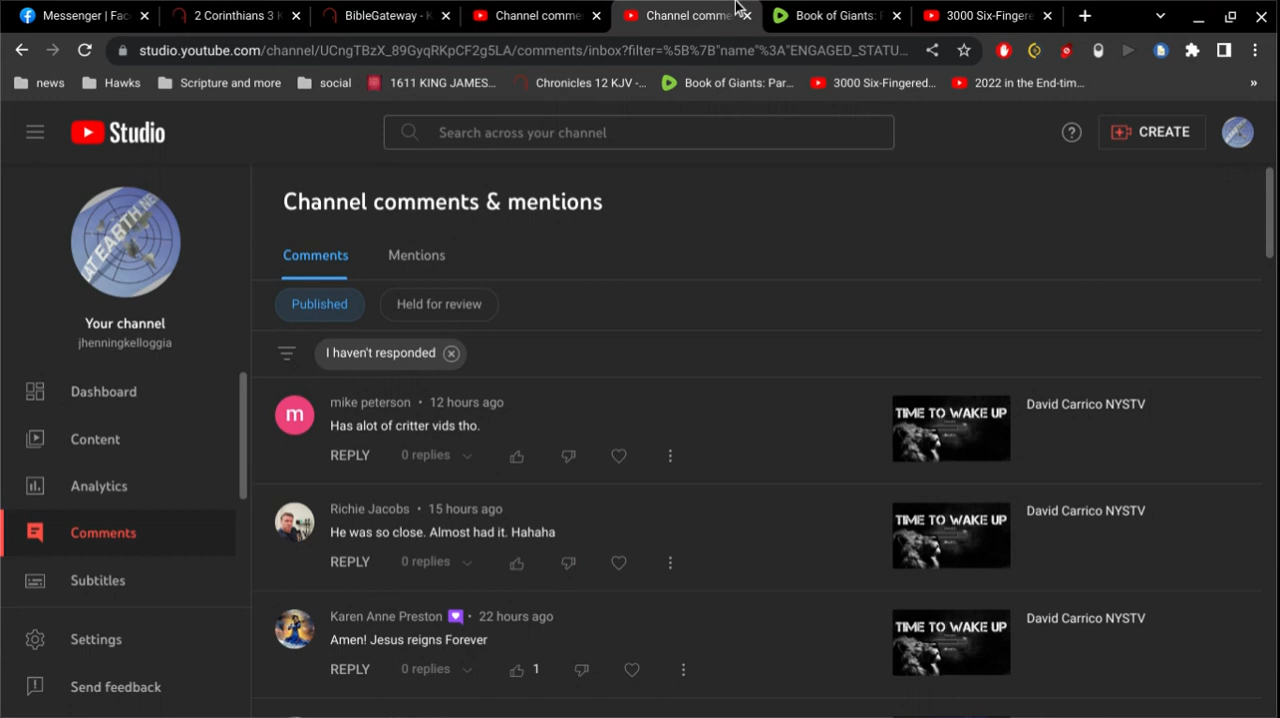 Messenger | Fac
2 Corinthians 3 K
BibleGateway - K
Channel comme
Channel comme
Book of Giants: P
3000 Six-Fingere
studio.youtube.com/channel/UCngTBzX_89GyqRKpCF2g5LA/comments/inbox?filter=%5B%7B"name"%3A"ENGAGED_STATU...
news
Hawks
Scripture and more
social
1611 KING JAMES...
Chronicles 12 KJV -...
Book of Giants: Par...
3000 Six-Fingered...
2022 in the End-tim...
»
Studio
Search across your channel
CREATE
AT EARTH NE
Your channel
jhenningkelloggia
Dashboard
Content
Analytics
Comments
Subtitles
Settings
Send feedback
Channel comments & mentions
Comments
Mentions
Published
Held for review
I haven't responded
m
mike peterson • 12 hours ago
Has alot of critter vids tho.
REPLY
0 replies
TIME TO WAKE UP
David Carrico NYSTV
Richie Jacobs • 15 hours ago
He was so close. Almost had it. Hahaha
REPLY
0 replies
TIME TO WAKE UP
David Carrico NYSTV
Karen Anne Preston • 22 hours ago
Amen! Jesus reigns Forever
REPLY
0 replies
1
TIME TO WAKE UP
David Carrico NYSTV